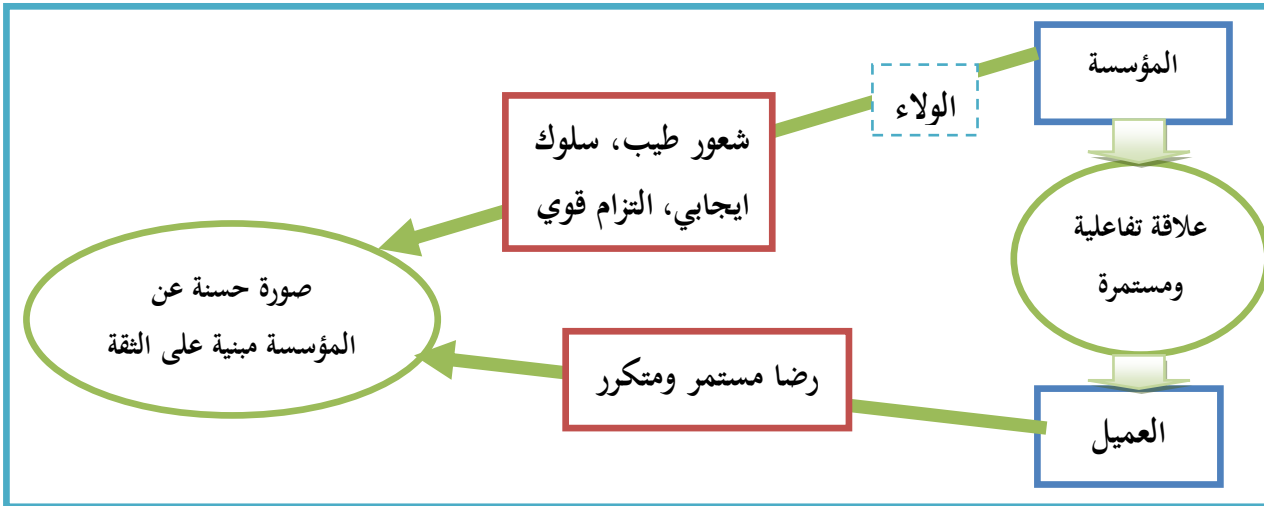 المؤسسة
الولاء
شعور طيب، سلوك
ايجابي، التزام قوي
علاقة تفاعلية
ومستمرة
صورة حسنة عن
المؤسسة مبنية على الثقة
رضا مستمر ومتكرر
العميل